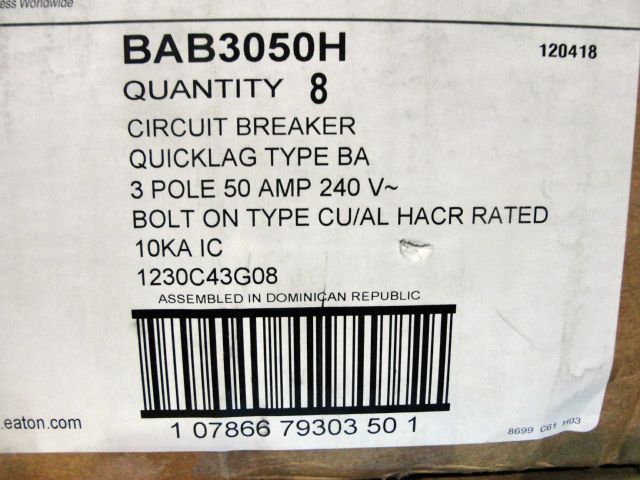 ess Worldwide
BAB3050H 120418
QUANTITY 8
CIRCUIT BREAKER
QUICKLAG TYPE BA
3 POLE 50 AMP 240 V~
BOLT ON TYPE CU/AL HACR RATED
10KA IC
1230C43G08
ASSEMBLED IN DOMINICAN REPUBLIC
.eaton.com
1 07866 79303 50 1
8699 C61 H03